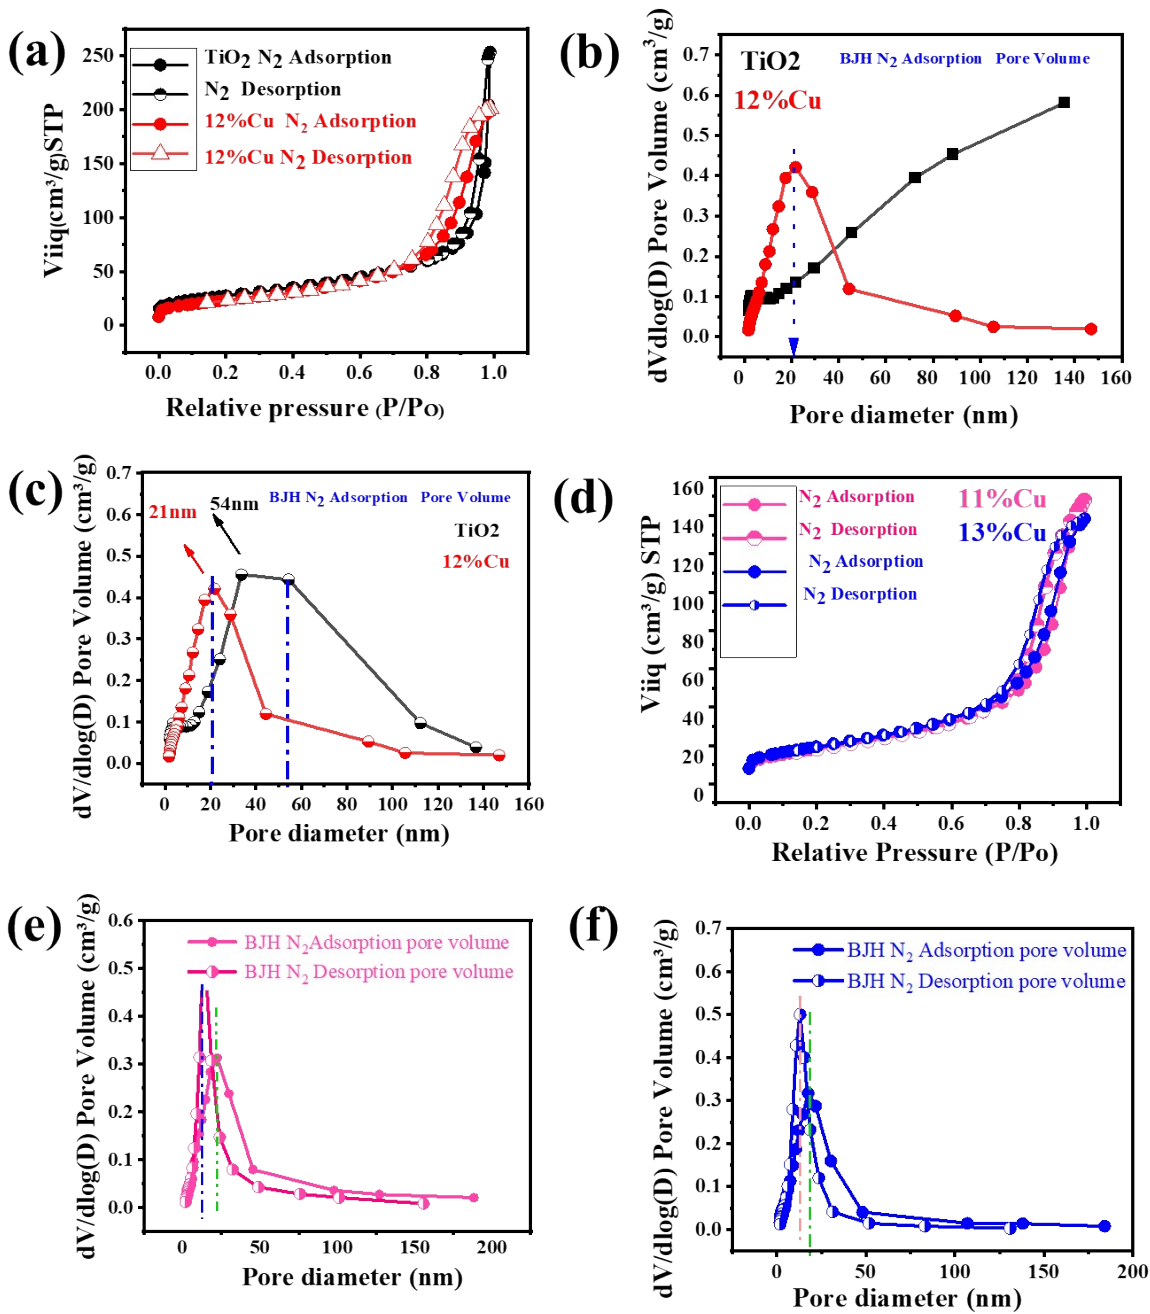 (a)
250
200
150
100
50
0
Viiq(cm³/g)STP
TiO₂ N₂ Adsorption
N₂ Desorption
12%Cu N₂ Adsorption
12%Cu N₂ Desorption
0.0 0.2 0.4 0.6 0.8 1.0
Relative pressure (P/PO)
(b)
0.7
0.6
0.5
0.4
0.3
0.2
0.1
0.0
dVdlog(D) Pore Volume (cm³/g)
TiO2
12%Cu
BJH N₂ Adsorption Pore Volume
0 20 40 60 80 100 120 140 160
Pore diameter (nm)
(c)
0.7
0.6
0.5
0.4
0.3
0.2
0.1
0.0
dV/dlog(D) Pore Volume (cm³/g)
21nm
54nm
BJH N₂ Adsorption Pore Volume
TiO2
12%Cu
0 20 40 60 80 100 120 140 160
Pore diameter (nm)
(d)
160
140
120
100
80
60
40
20
0
Viiq (cm³/g) STP
N₂ Adsorption
N₂ Desorption
N₂ Adsorption
N₂ Desorption
11%Cu
13%Cu
0.0 0.2 0.4 0.6 0.8 1.0
Relative Pressure (P/Po)
(e)
0.6
0.5
0.4
0.3
0.2
0.1
0.0
dV/dlog(D) Pore Volume (cm³/g)
BJH N₂Adsorption pore volume
BJH N₂ Desorption pore volume
0 50 100 150 200
Pore diameter (nm)
(f)
0.7
0.6
0.5
0.4
0.3
0.2
0.1
0.0
dV/dlog(D) Pore Volume (cm³/g)
BJH N₂ Adsorption pore volume
BJH N₂ Desorption pore volume
0 50 100 150 200
Pore diameter (nm)